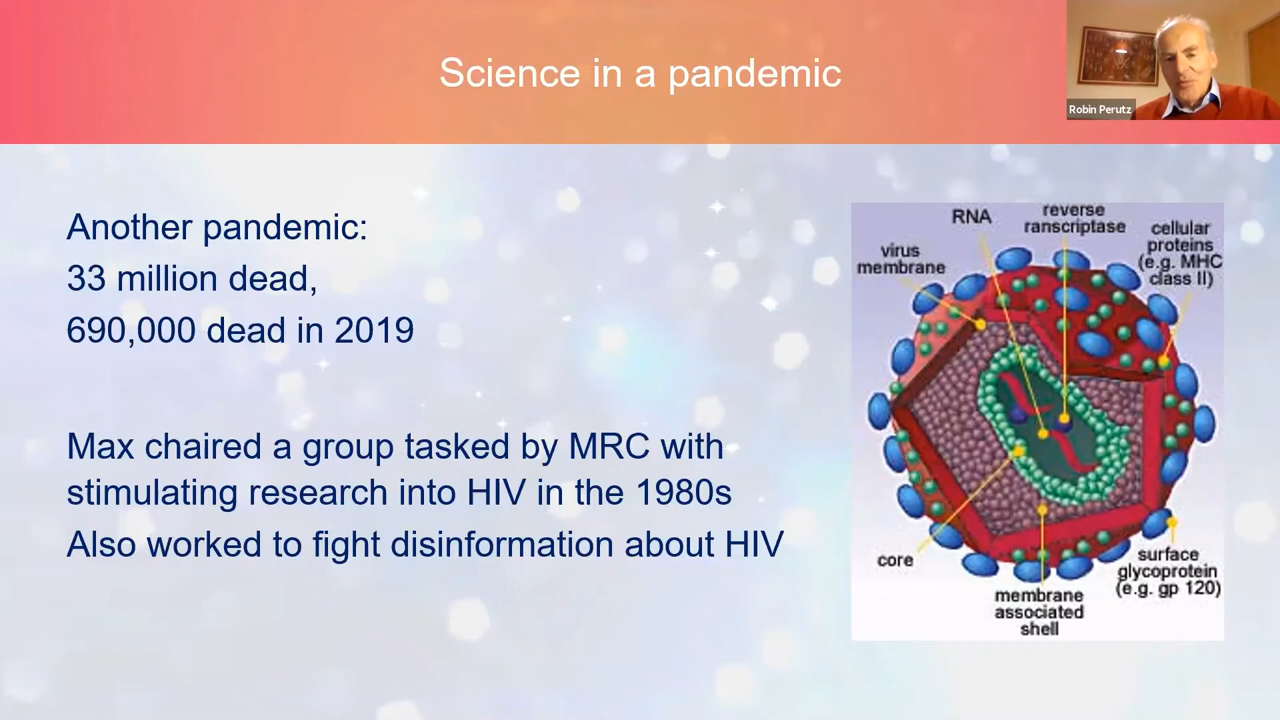 Science in a pandemic
Robin Perutz
Another pandemic:
33 million dead,
690,000 dead in 2019
Max chaired a group tasked by MRC with
stimulating research into HIV in the 1980s
Also worked to fight disinformation about HIV
RNA
reverse
ranscriptase
cellular
proteins
(e.g. MHC
class II)
virus
membrane
core
membrane
associated
shell
surface
glycoprotein
(e.g. gp 120)